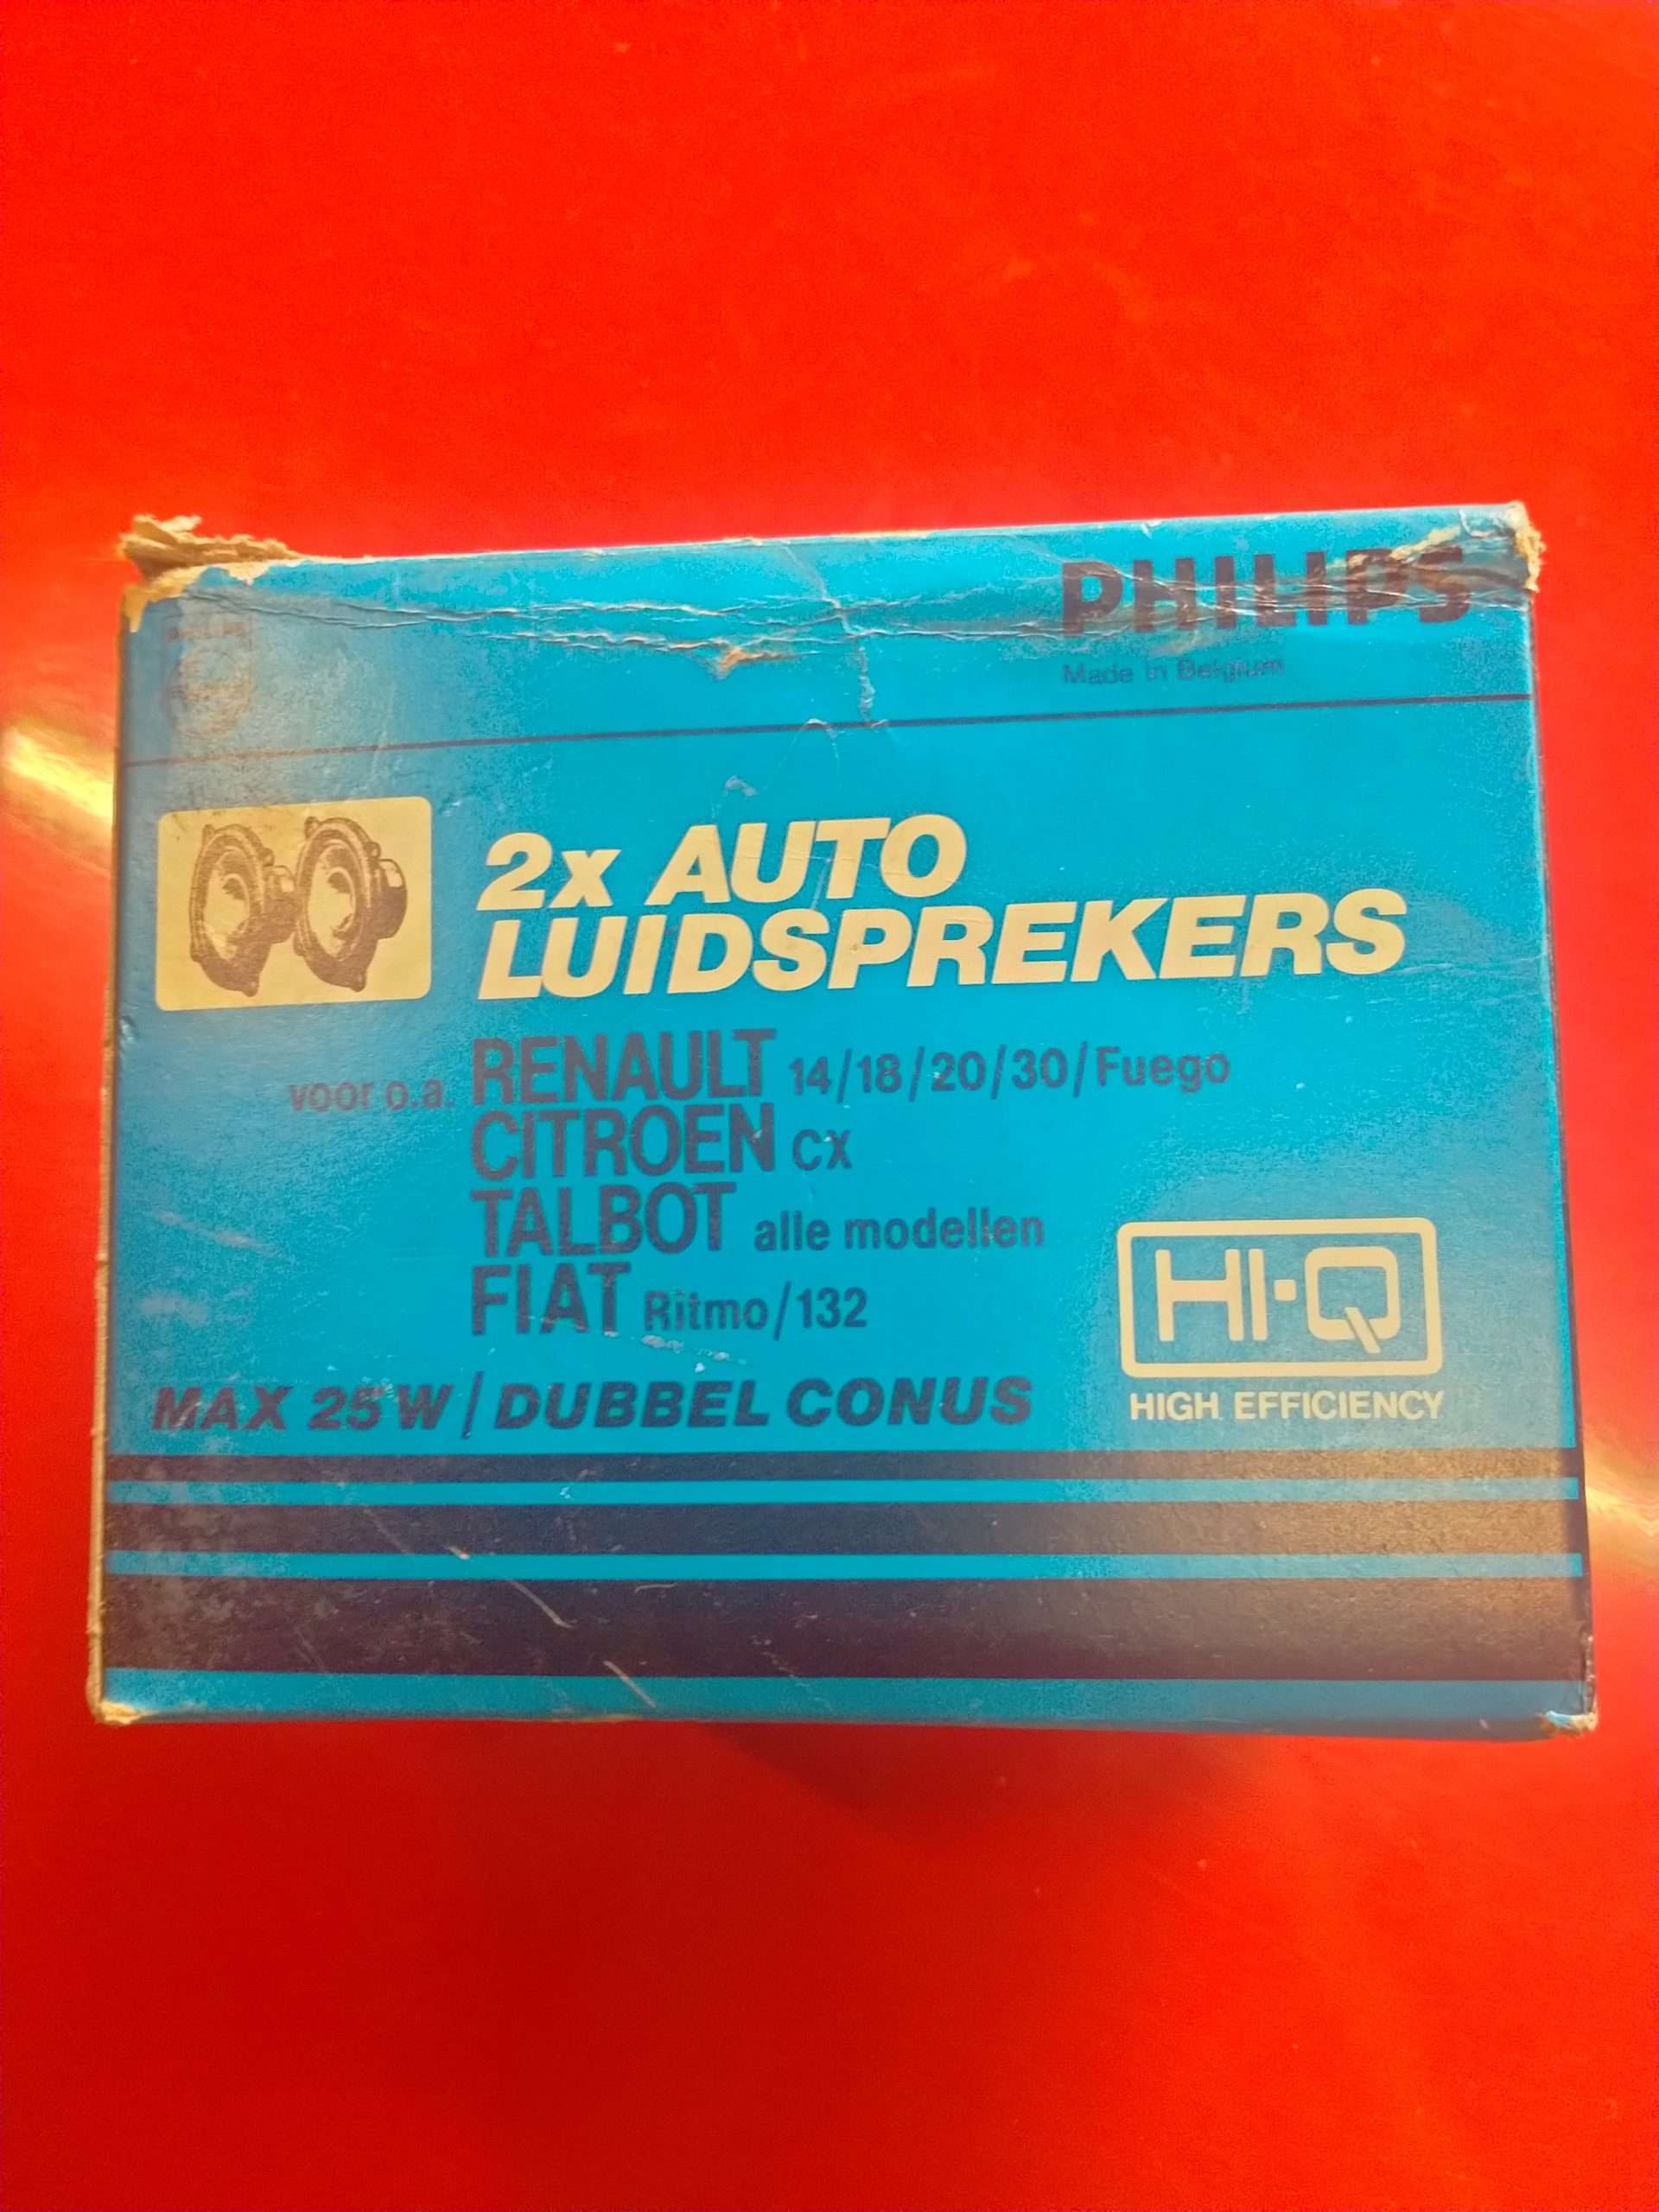 PHILIPS
Made in Belgium
2x AUTO
LUIDSPREKERS
voor o.a. RENAULT 14/18/20/30/Fuego
CITROEN CX
TALBOT alle modellen
FIAT Ritmo/132
HI-Q
HIGH EFFICIENCY
MAX 25W/DUBBEL CONUS